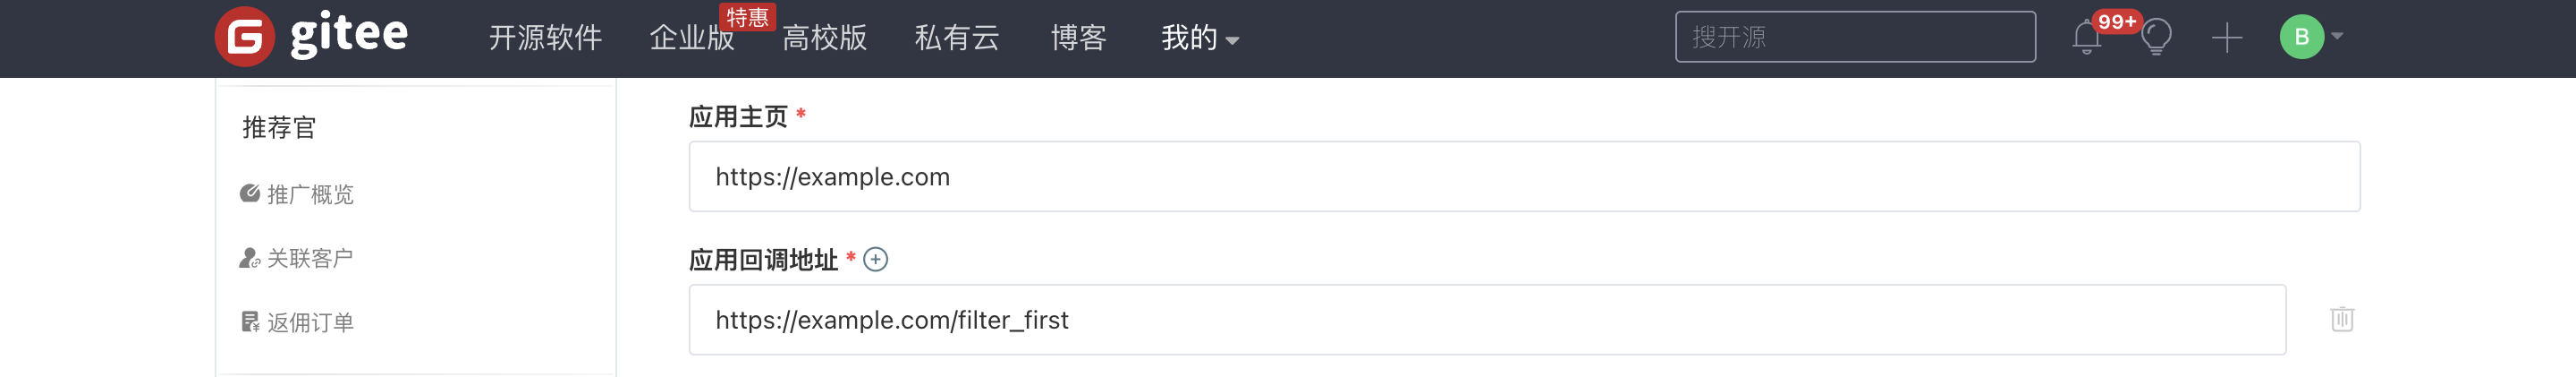 gitee 开源软件 企业版 特惠 高校版 私有云 博客 我的 搜开源 99+ B
推荐官
推广概览
关联客户
返佣订单
应用主页 *
https://example.com
应用回调地址 *
https://example.com/filter_first